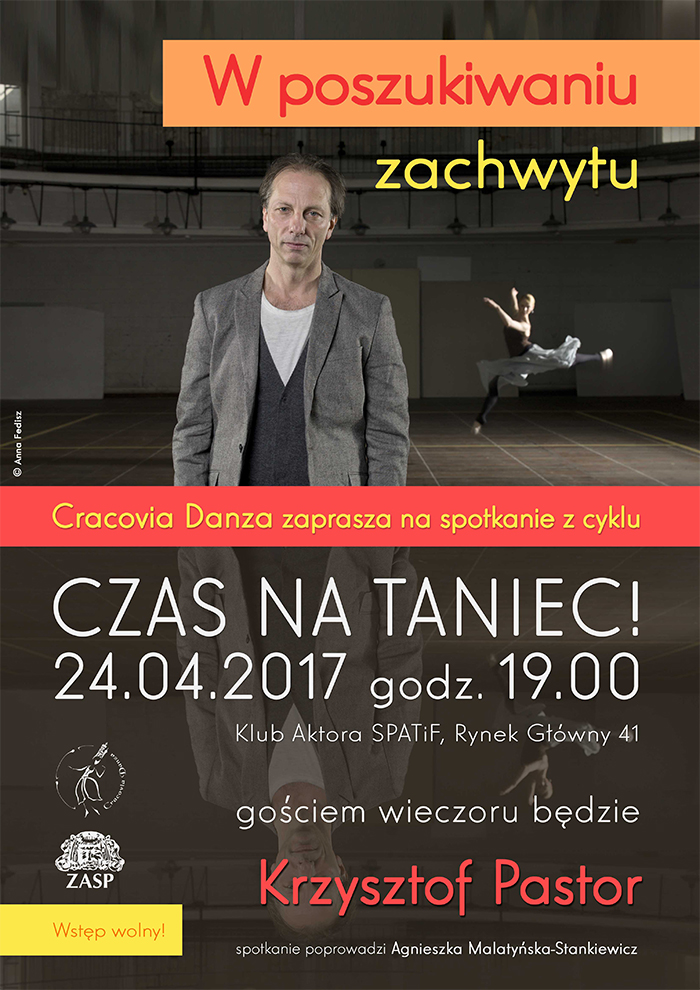 W poszukiwaniu
zachwytu
© Anna Fedisz
Cracovia Danza zaprasza na spotkanie z cyklu
CZAS NA TANIEC!
24.04.2017 godz. 19.00
Klub Aktora SPATiF, Rynek Główny 41
Cracovia Danza
gościem wieczoru będzie
ZASP
Krzysztof Pastor
Wstęp wolny!
spotkanie poprowadzi Agnieszka Malatyńska-Stankiewicz